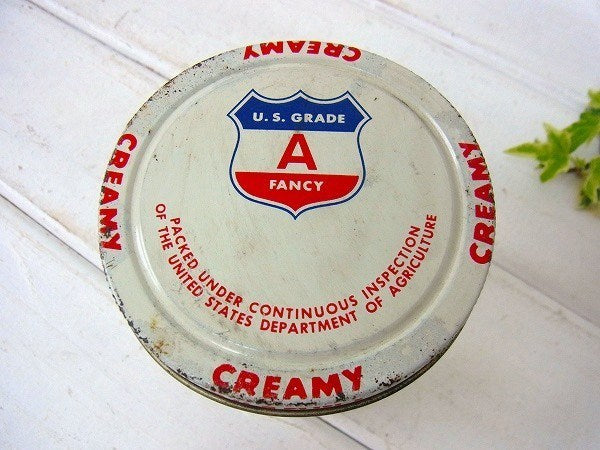 CREAMY
U.S. GRADE
A
FANCY
CREAMY
CREAMY
PACKED UNDER CONTINUOUS INSPECTION
OF THE UNITED STATES DEPARTMENT OF AGRICULTURE
CREAMY